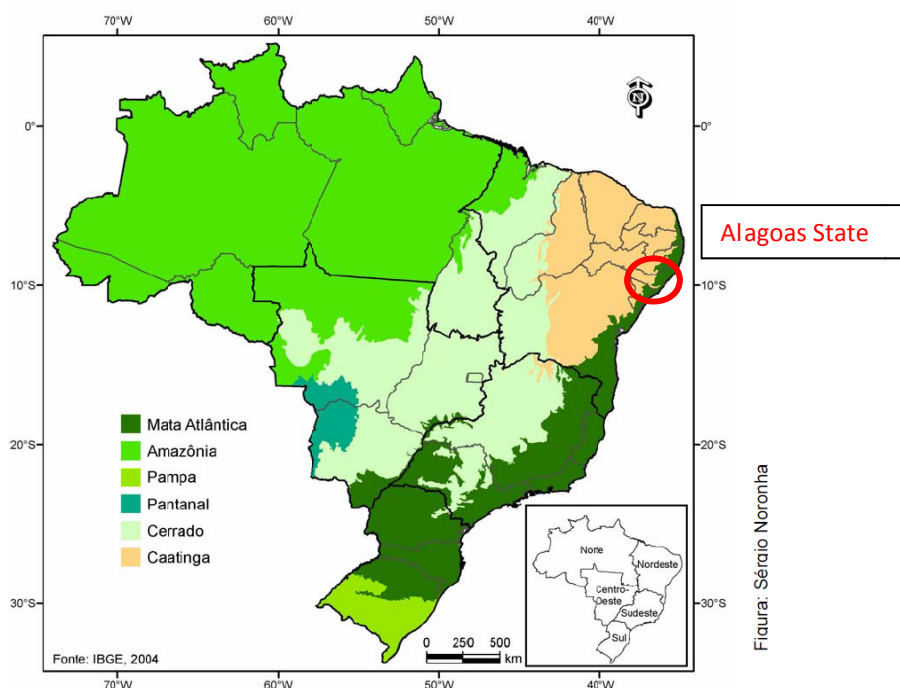 70°W 60°W 50°W 40°W
N
0° 0°
Alagoas State
10°S 10°S
Mata Atlântica
Amazônia
Pampa
Pantanal
Cerrado
Caatinga
20°S 20°S
Figura: Sérgio Noronha
Norte
Nordeste
Centro-
Oeste
Sudeste
Sul
30°S 30°S
0 250 500
km
Fonte: IBGE, 2004
70°W 60°W 50°W 40°W